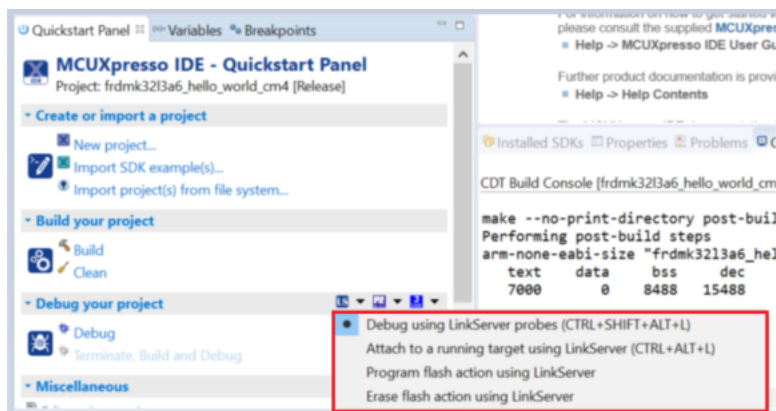 Quickstart Panel (x)= Variables Breakpoints
MCUXpresso IDE - Quickstart Panel
IDE
Project: frdmk32l3a6_hello_world_cm4 [Release]
Create or import a project
New project...
Import SDK example(s)...
Import project(s) from file system...
Build your project
Build
Clean
Debug your project
Debug
Terminate, Build and Debug
Miscellaneous
please consult the supplied MCUXpres
Help -> MCUXpresso IDE User Gu
Further product documentation is provi
Help -> Help Contents
Installed SDKs Properties Problems C
CDT Build Console [frdmk32l3a6_hello_world_cm
make --no-print-directory post-buil
Performing post-build steps
arm-none-eabi-size "frdmk32l3a6_hel
text data bss dec
7000 0 8488 15488
LS
Debug using LinkServer probes (CTRL+SHIFT+ALT+L)
Attach to a running target using LinkServer (CTRL+ALT+L)
Program flash action using LinkServer
Erase flash action using LinkServer